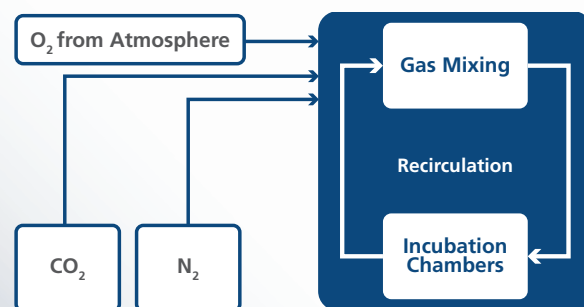 O₂ from Atmosphere
Gas Mixing
Recirculation
CO₂
N₂
Incubation
Chambers